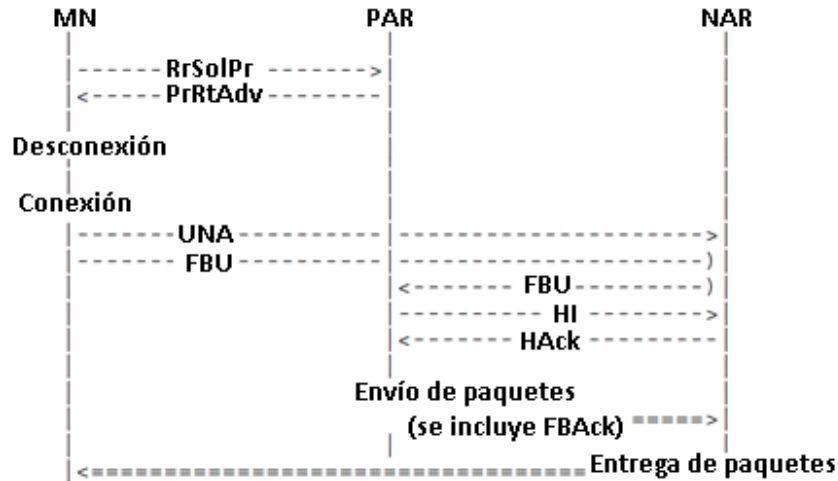 MN PAR NAR
RrSolPr
PrRtAdv
Desconexión
Conexión
UNA
FBU
FBU
HI
HAck
Envío de paquetes
(se incluye FBAck)
Entrega de paquetes